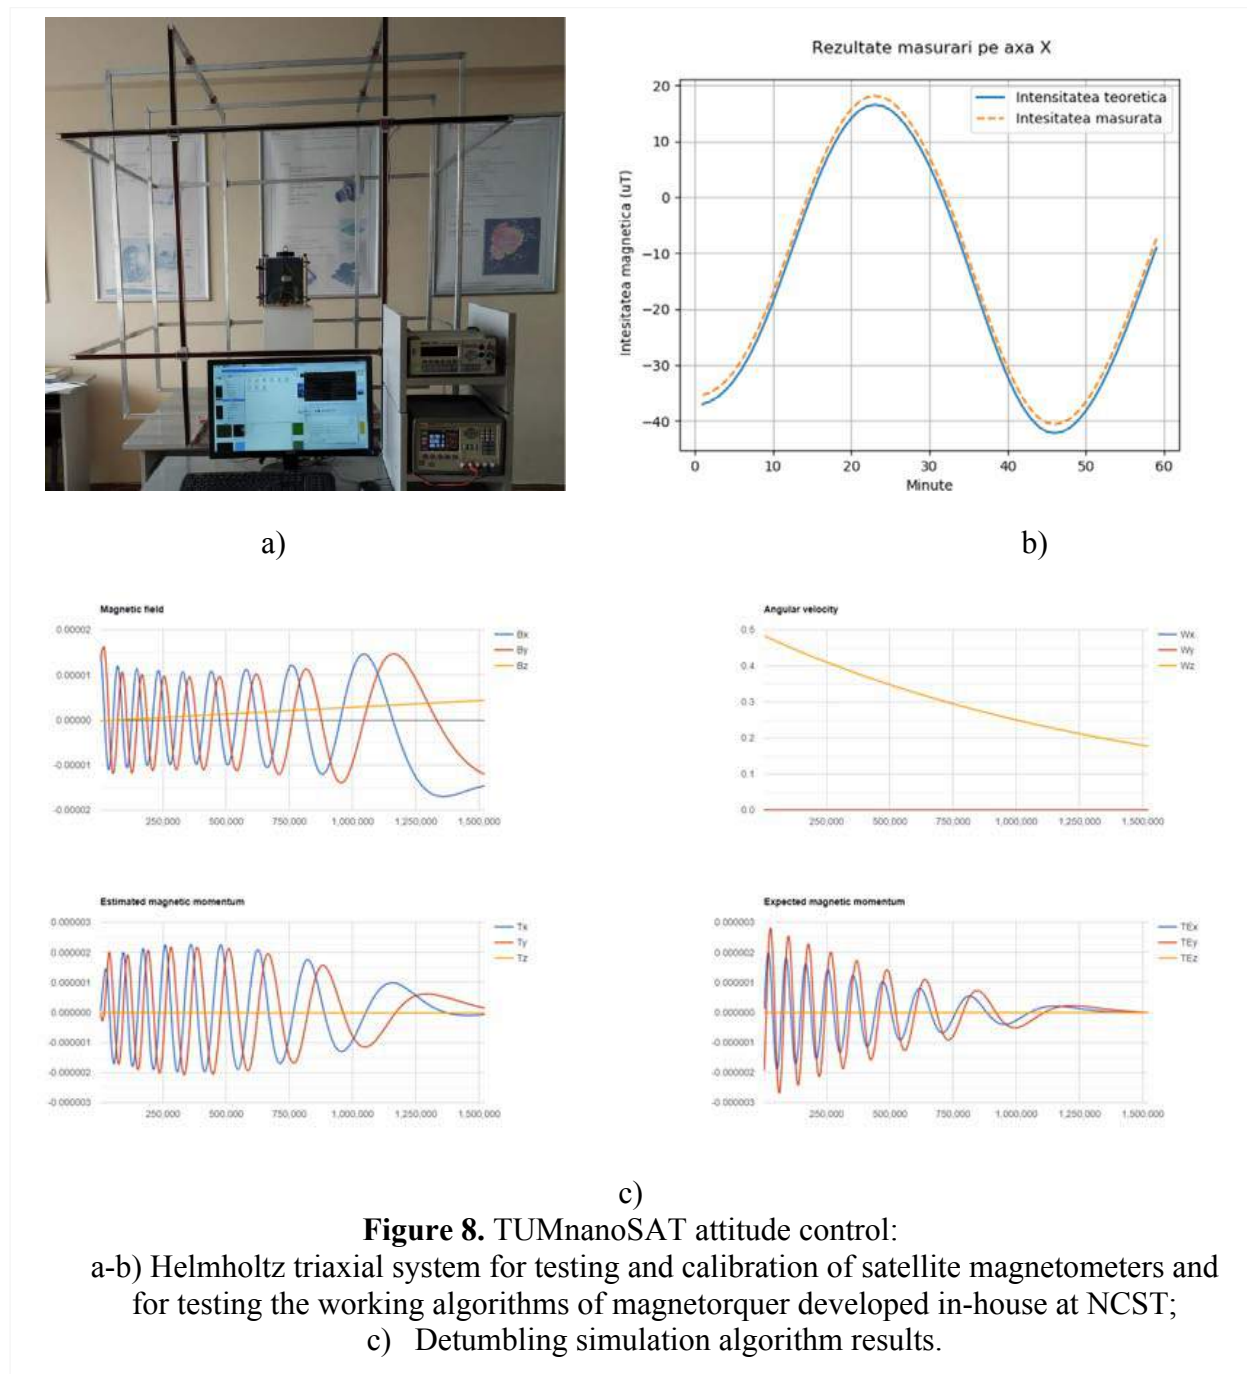 Rezultate masurari pe axa X
Intensitatea teoretica
Intesitatea masurata
20
10
0
−10
−20
−30
−40
Intesitatea magnetica (uT)
0 10 20 30 40 50 60
Minute
a) b)
Magnetic field
0.00002
0.00001
0.00000
-0.00001
-0.00002
Bx
By
Bz
250,000 500,000 750,000 1,000,000 1,250,000 1,500,000
Angular velocity
0.5
0.4
0.3
0.2
0.1
0.0
Wx
Wy
Wz
250,000 500,000 750,000 1,000,000 1,250,000 1,500,000
Estimated magnetic momentum
0.000003
0.000002
0.000001
0.000000
-0.000001
-0.000002
-0.000003
Tx
Ty
Tz
250,000 500,000 750,000 1,000,000 1,250,000 1,500,000
Expected magnetic momentum
0.000003
0.000002
0.000001
0.000000
-0.000001
-0.000002
-0.000003
TEx
TEy
TEz
250,000 500,000 750,000 1,000,000 1,250,000 1,500,000
c)
Figure 8. TUMnanoSAT attitude control:
a-b) Helmholtz triaxial system for testing and calibration of satellite magnetometers and
for testing the working algorithms of magnetorquer developed in-house at NCST;
c) Detumbling simulation algorithm results.